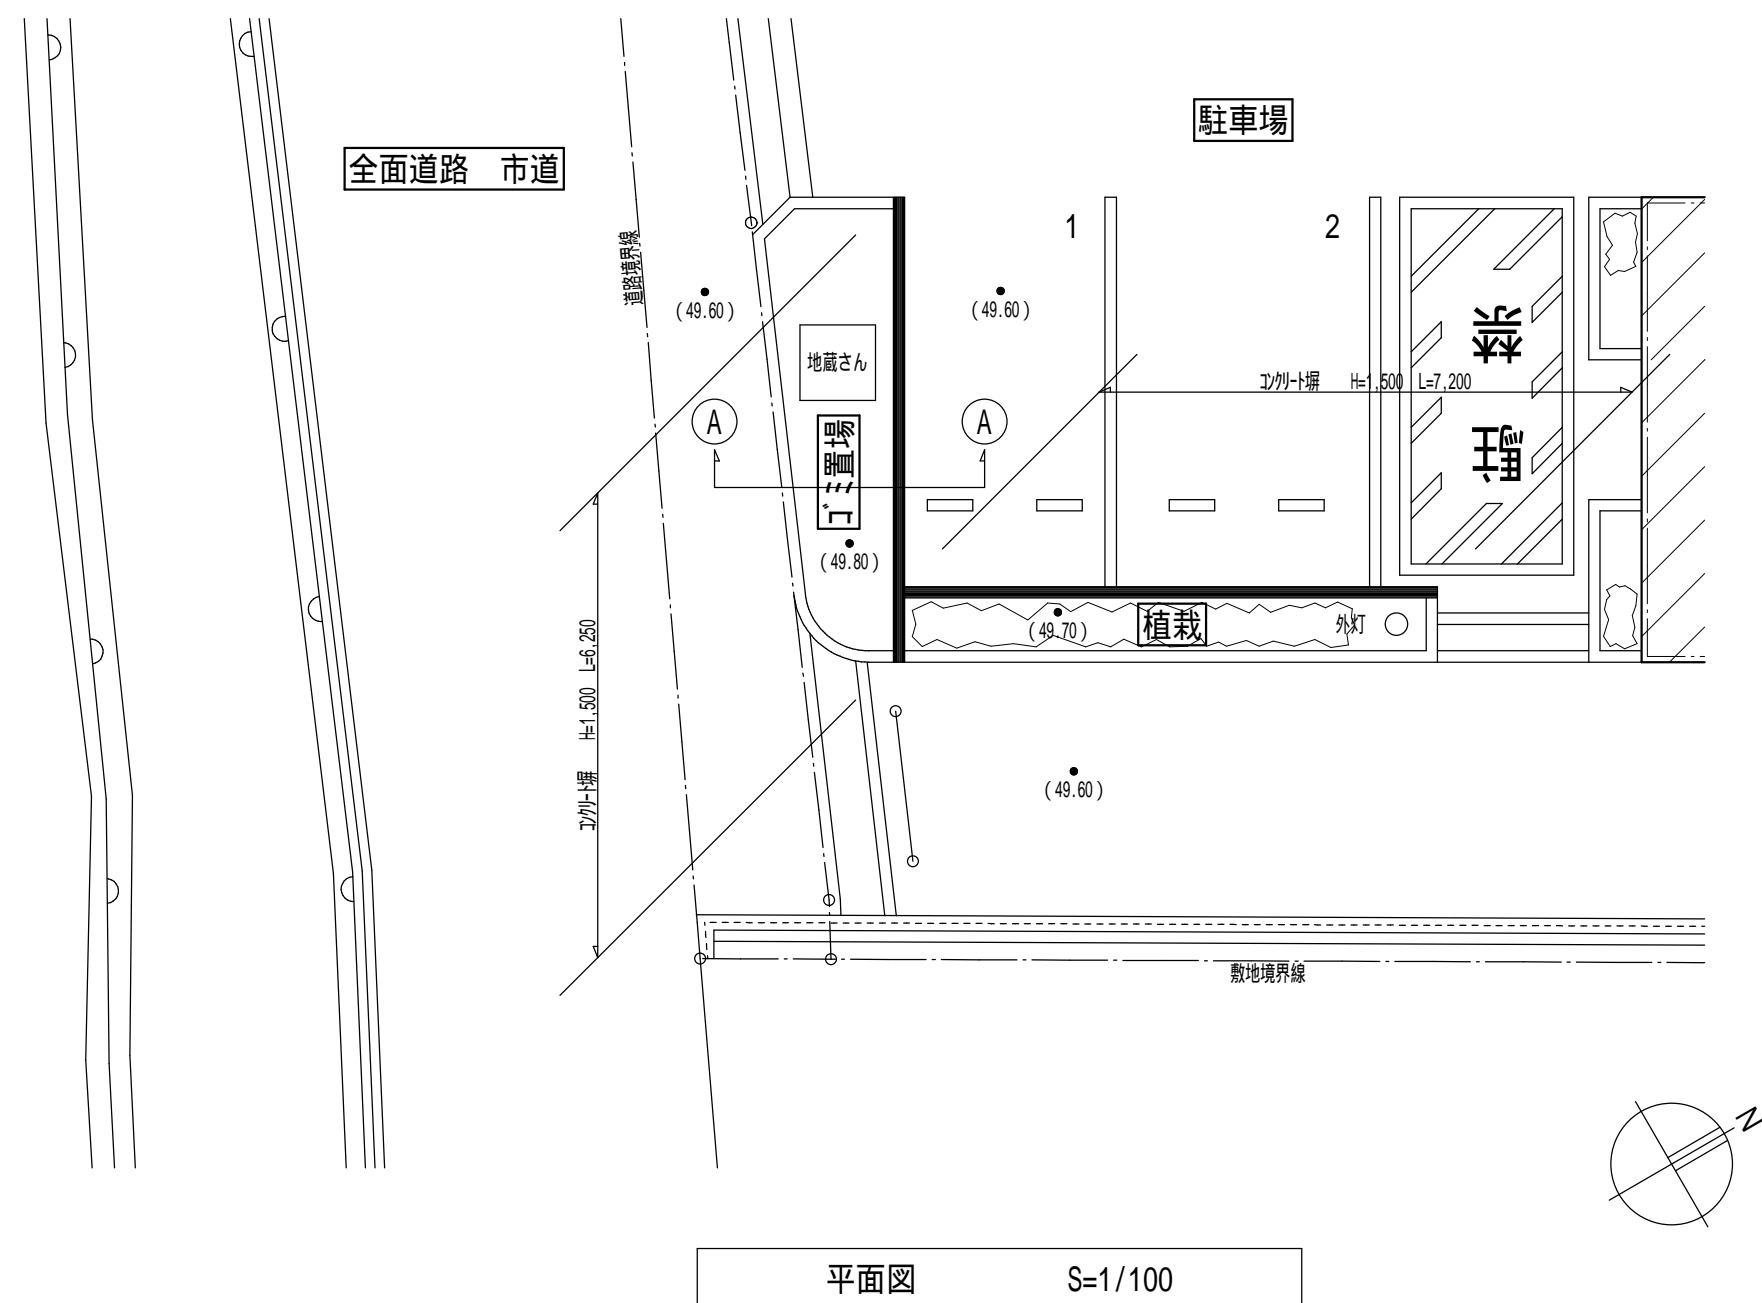 駐車場
全面道路　市道
1
2
道路境界線
(49.60)
(49.60)
禁
駐
地蔵さん
コンクリート塀　H=1,500　L=7,200
A
A
ゴミ置場
(49.80)
(49.70)
植栽
外灯
コンクリート塀　H=1,500　L=6,250
(49.60)
敷地境界線
N
平面図　S=1/100